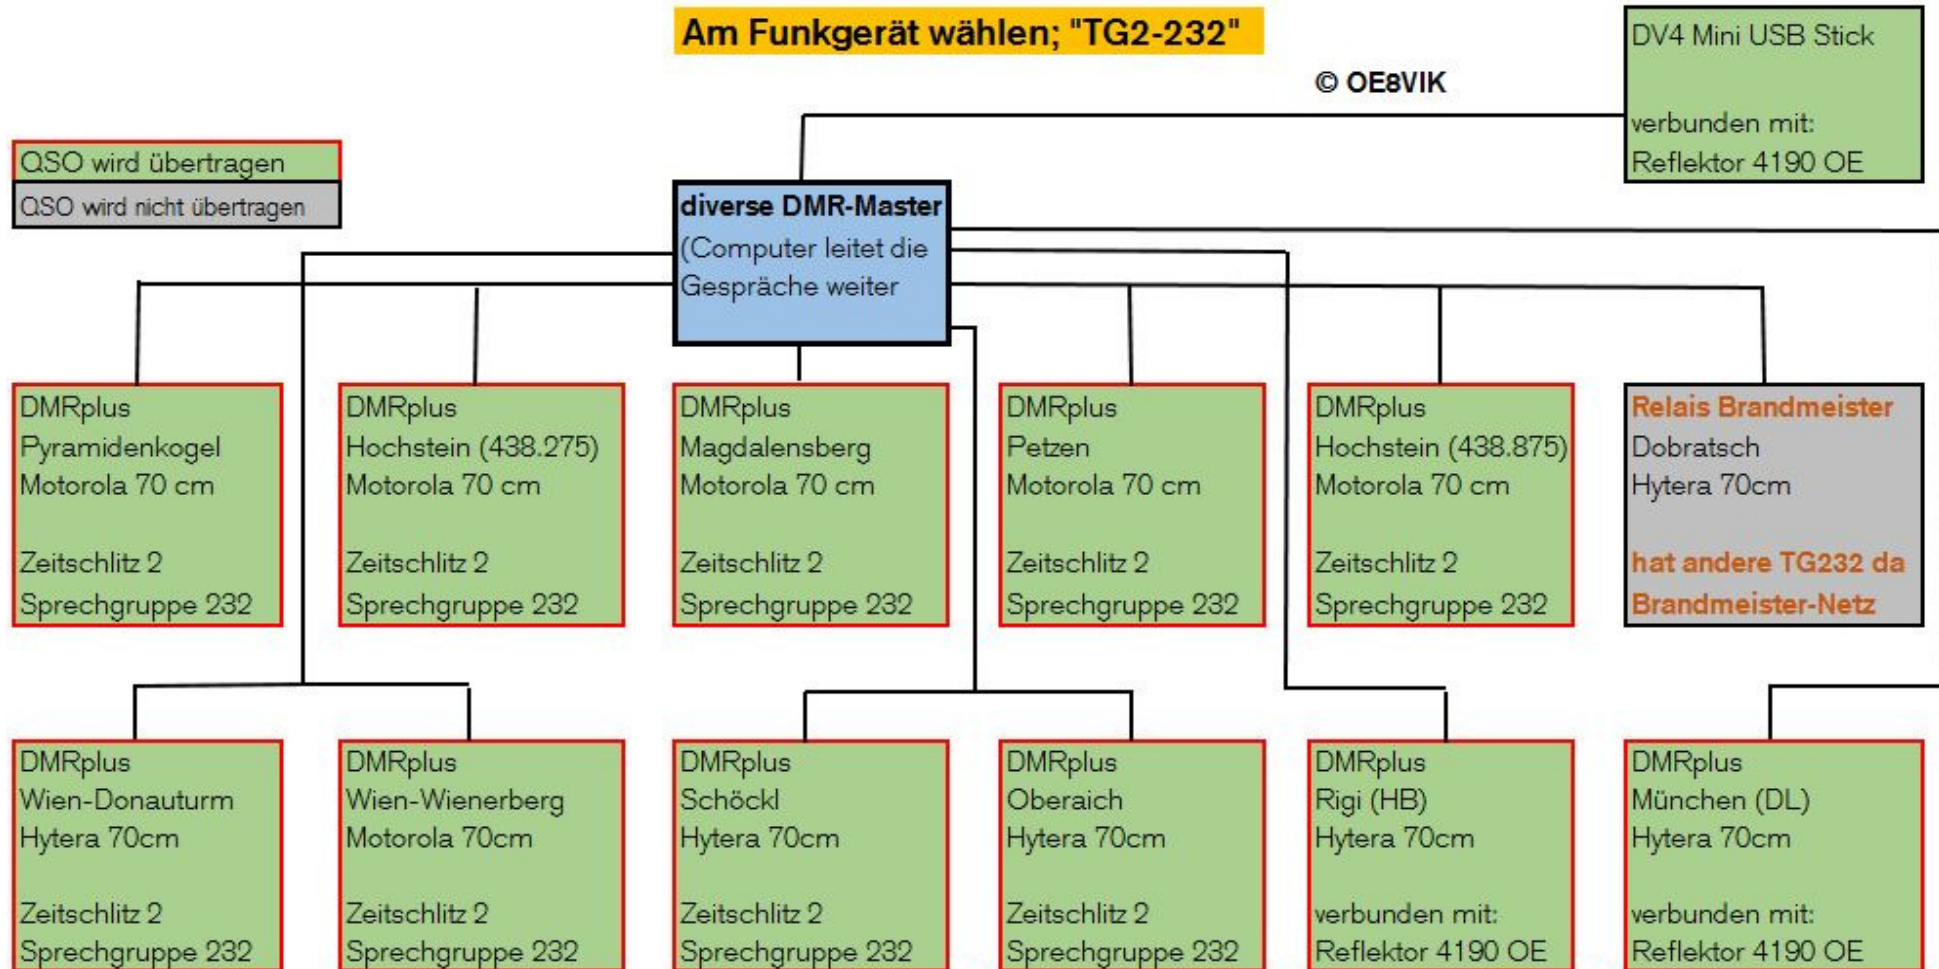 Am Funkgerät wählen; "TG2-232"
© OE8VIK
DV4 Mini USB Stick
verbunden mit:
Reflektor 4190 OE
QSO wird übertragen
QSO wird nicht übertragen
diverse DMR-Master
(Computer leitet die
Gespräche weiter
DMRplus
Pyramidenkogel
Motorola 70 cm
Zeitschlitz 2
Sprechgruppe 232
DMRplus
Hochstein (438.275)
Motorola 70 cm
Zeitschlitz 2
Sprechgruppe 232
DMRplus
Magdalensberg
Motorola 70 cm
Zeitschlitz 2
Sprechgruppe 232
DMRplus
Petzen
Motorola 70 cm
Zeitschlitz 2
Sprechgruppe 232
DMRplus
Hochstein (438.875)
Motorola 70 cm
Zeitschlitz 2
Sprechgruppe 232
Relais Brandmeister
Dobratsch
Hytera 70cm
hat andere TG232 da
Brandmeister-Netz
DMRplus
Wien-Donauturm
Hytera 70cm
Zeitschlitz 2
Sprechgruppe 232
DMRplus
Wien-Wienerberg
Motorola 70cm
Zeitschlitz 2
Sprechgruppe 232
DMRplus
Schöckl
Hytera 70cm
Zeitschlitz 2
Sprechgruppe 232
DMRplus
Oberaich
Hytera 70cm
Zeitschlitz 2
Sprechgruppe 232
DMRplus
Rigi (HB)
Hytera 70cm
verbunden mit:
Reflektor 4190 OE
DMRplus
München (DL)
Hytera 70cm
verbunden mit:
Reflektor 4190 OE